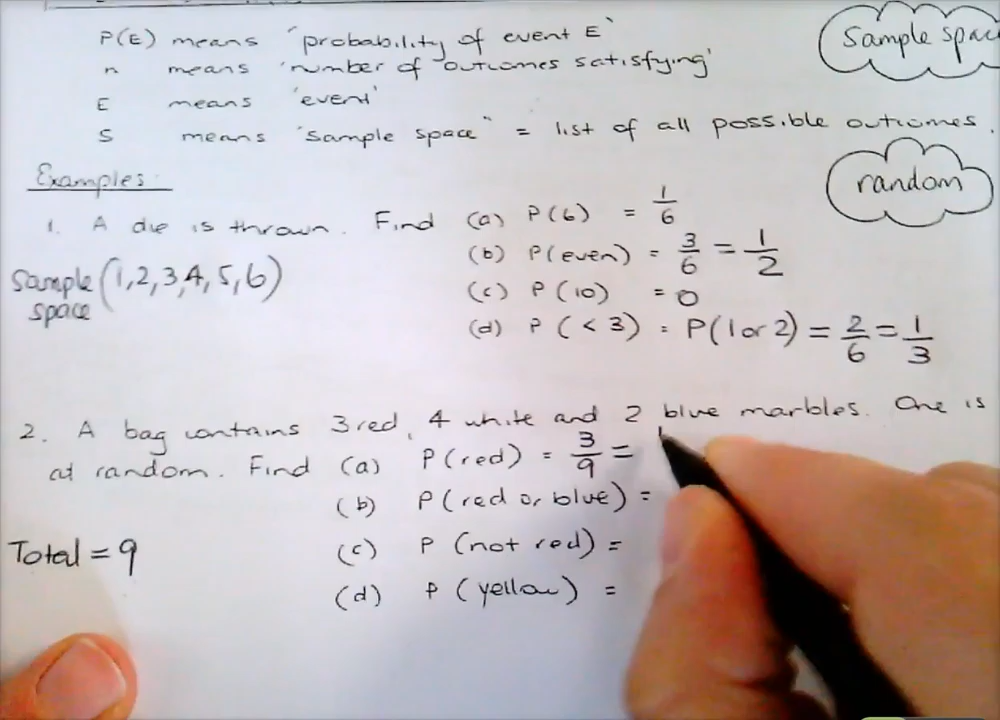 P(E) means "probability of event E"
n means 'number of outcomes satisfying'
E means 'event'
S means "sample space" = list of all possible outcomes.
Sample space
random
Examples:
1. A die is thrown. Find (a) P(6) = 1/6
(b) P(even) = 3/6 = 1/2
(c) P(10) = 0
(d) P(<3) = P(1 or 2) = 2/6 = 1/3
Sample space (1,2,3,4,5,6)
2. A bag contains 3 red, 4 white and 2 blue marbles. One is
at random. Find (a) P(red) = 3/9 =
(b) P(red or blue) =
(c) P(not red) =
(d) P(yellow) =
Total = 9